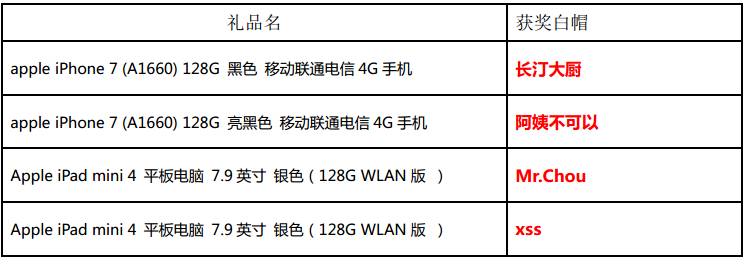 礼品名 获奖白帽
apple iPhone 7 (A1660) 128G 黑色 移动联通电信 4G 手机 长汀大厨
apple iPhone 7 (A1660) 128G 亮黑色 移动联通电信 4G 手机 阿姨不可以
Apple iPad mini 4 平板电脑 7.9 英寸 银色（128G WLAN 版 ） Mr.Chou
Apple iPad mini 4 平板电脑 7.9 英寸 银色（128G WLAN 版 ） xss